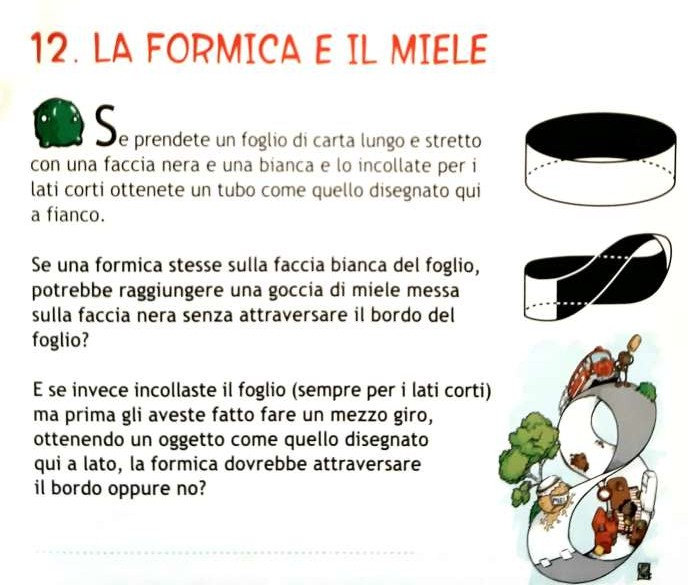 12. LA FORMICA E IL MIELE
Se prendete un foglio di carta lungo e stretto
con una faccia nera e una bianca e lo incollate per i
lati corti ottenete un tubo come quello disegnato qui
a fianco.
Se una formica stesse sulla faccia bianca del foglio,
potrebbe raggiungere una goccia di miele messa
sulla faccia nera senza attraversare il bordo del
foglio?
E se invece incollaste il foglio (sempre per i lati corti)
ma prima gli aveste fatto fare un mezzo giro,
ottenendo un oggetto come quello disegnato
qui a lato, la formica dovrebbe attraversare
il bordo oppure no?